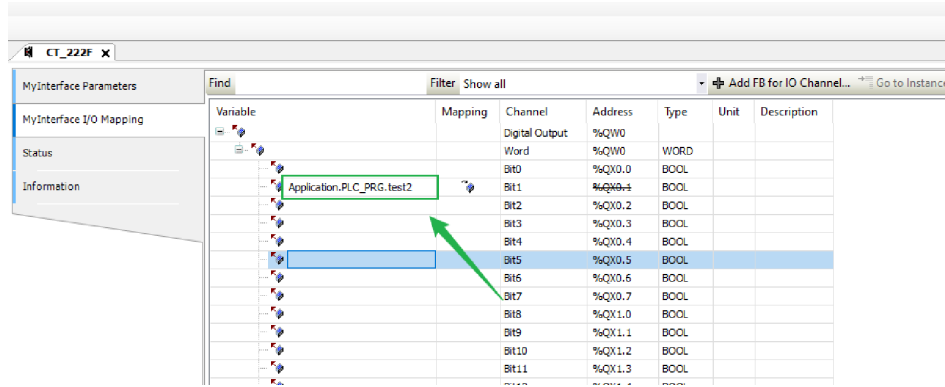 CT_222F
MyInterface Parameters
Find Filter Show all Add FB for IO Channel... Go to Instance
MyInterface I/O Mapping
Variable Mapping Channel Address Type Unit Description
Digital Output %QW0
Status
Word %QW0 WORD
Bit0 %QX0.0 BOOL
Information
Application.PLC_PRG.test2 Bit1 %QX0.1 BOOL
Bit2 %QX0.2 BOOL
Bit3 %QX0.3 BOOL
Bit4 %QX0.4 BOOL
Bit5 %QX0.5 BOOL
Bit6 %QX0.6 BOOL
Bit7 %QX0.7 BOOL
Bit8 %QX1.0 BOOL
Bit9 %QX1.1 BOOL
Bit10 %QX1.2 BOOL
Bit11 %QX1.3 BOOL